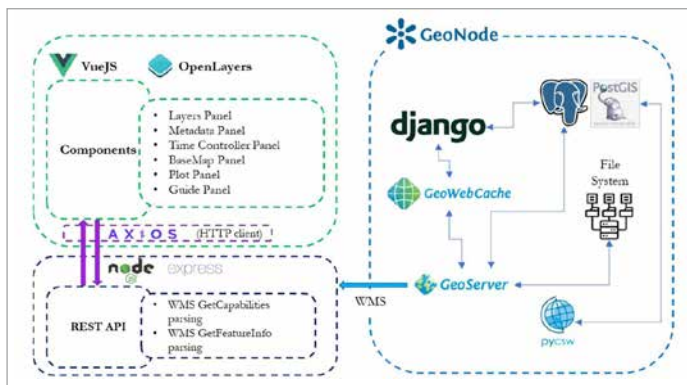 VueJS
OpenLayers
Components
• Layers Panel
• Metadata Panel
• Time Controller Panel
• BaseMap Panel
• Plot Panel
• Guide Panel
AXIOS (HTTP client)
node
JS
express
REST API
• WMS GetCapabilities
parsing
• WMS GetFeatureInfo
parsing
WMS
GeoNode
django
PostGIS
GeoWebCache
File
System
GeoServer
pycsw